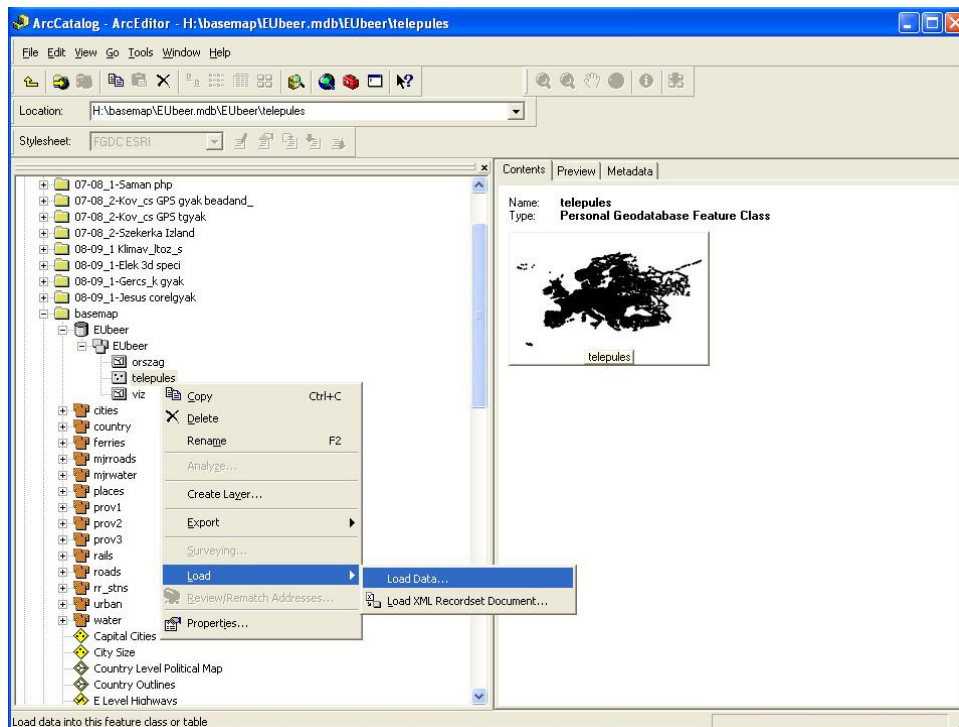 ArcCatalog - ArcEditor - H:\basemap\EUbeer.mdb\EUbeer\telepules
File Edit View Go Tools Window Help
Location: H:\basemap\EUbeer.mdb\EUbeer\telepules
Stylesheet: FGDC ESRI
07-08_1-Saman php
07-08_2-Kov_cs GPS gyak beadand_
07-08_2-Kov_cs GPS tgyak
07-08_2-Szekerka Izland
08-09_1 Klimav_ltoz_s
08-09_1-Elek 3d speci
08-09_1-Gercs_k gyak
08-09_1-Jesus corelgyak
basemap
EUbeer
EUbeer
orszag
telepules
viz
cities
country
ferries
mjrroads
mjrwater
places
prov1
prov2
prov3
rails
roads
rr_stns
urban
water
Capital Cities
City Size
Country Level Political Map
Country Outlines
E Level Highways
Copy Ctrl+C
Delete
Rename F2
Analyze...
Create Layer...
Export
Surveying...
Load
Review/Rematch Addresses...
Properties...
Load Data...
Load XML Recordset Document...
Contents Preview Metadata
Name: telepules
Type: Personal Geodatabase Feature Class
telepules
Load data into this feature class or table